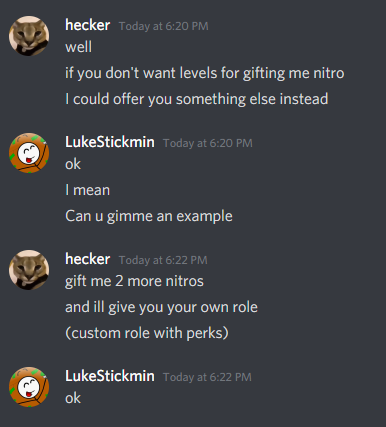 hecker Today at 6:20 PM
well
if you don't want levels for gifting me nitro
I could offer you something else instead
LukeStickmin Today at 6:20 PM
ok
I mean
Can u gimme an example
hecker Today at 6:22 PM
gift me 2 more nitros
and ill give you your own role
(custom role with perks)
LukeStickmin Today at 6:22 PM
ok